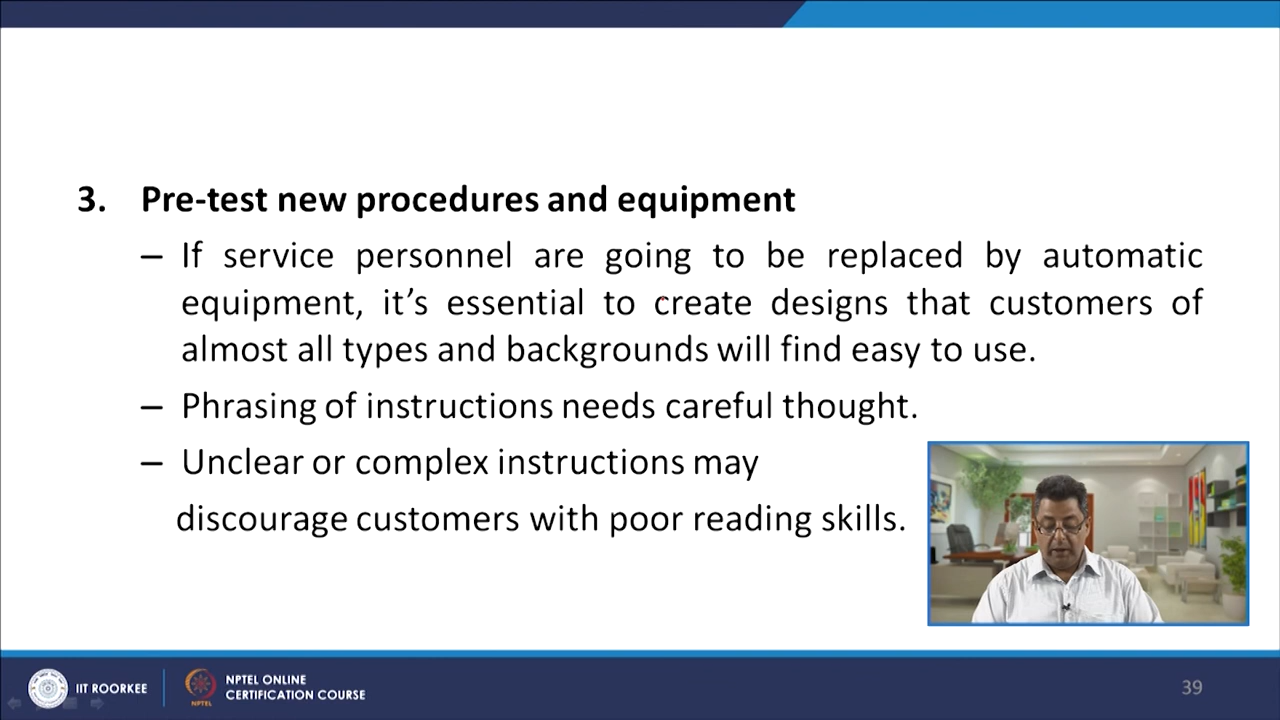 3. Pre-test new procedures and equipment
– If service personnel are going to be replaced by automatic
equipment, it’s essential to create designs that customers of
almost all types and backgrounds will find easy to use.
– Phrasing of instructions needs careful thought.
– Unclear or complex instructions may
discourage customers with poor reading skills.
IIT ROORKEE
NPTEL
NPTEL ONLINE
CERTIFICATION COURSE
39